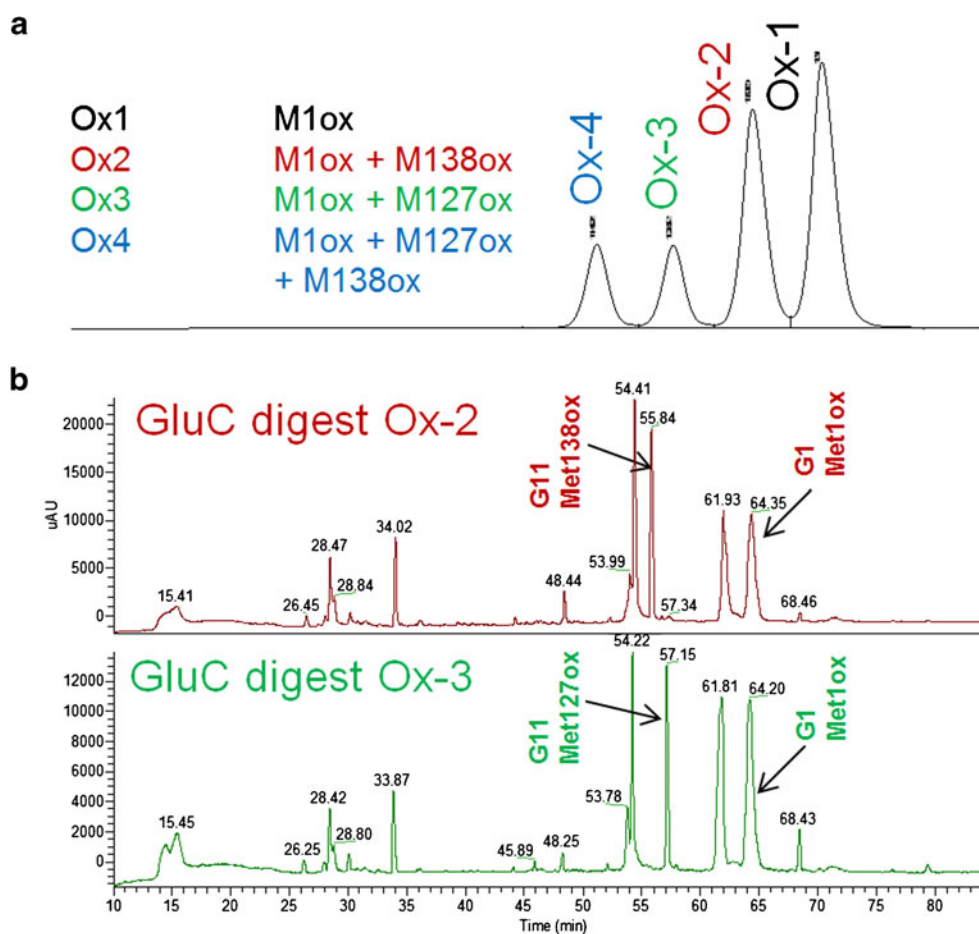 a
Ox1 M1ox
Ox2 M1ox + M138ox
Ox3 M1ox + M127ox
Ox4 M1ox + M127ox
+ M138ox
Ox-4
Ox-3
Ox-2
Ox-1
b
GluC digest Ox-2
uAU
20000
15000
10000
5000
0
15.41
26.45
28.47
28.84
34.02
48.44
53.99
54.41
55.84
57.34
61.93
64.35
68.46
G11
Met138ox
G1
Met1ox
GluC digest Ox-3
12000
10000
8000
6000
4000
2000
0
15.45
26.25
28.42
28.80
33.87
45.89
48.25
53.78
54.22
57.15
61.81
64.20
68.43
G11
Met127ox
G1
Met1ox
10 15 20 25 30 35 40 45 50 55 60 65 70 75 80
Time (min)